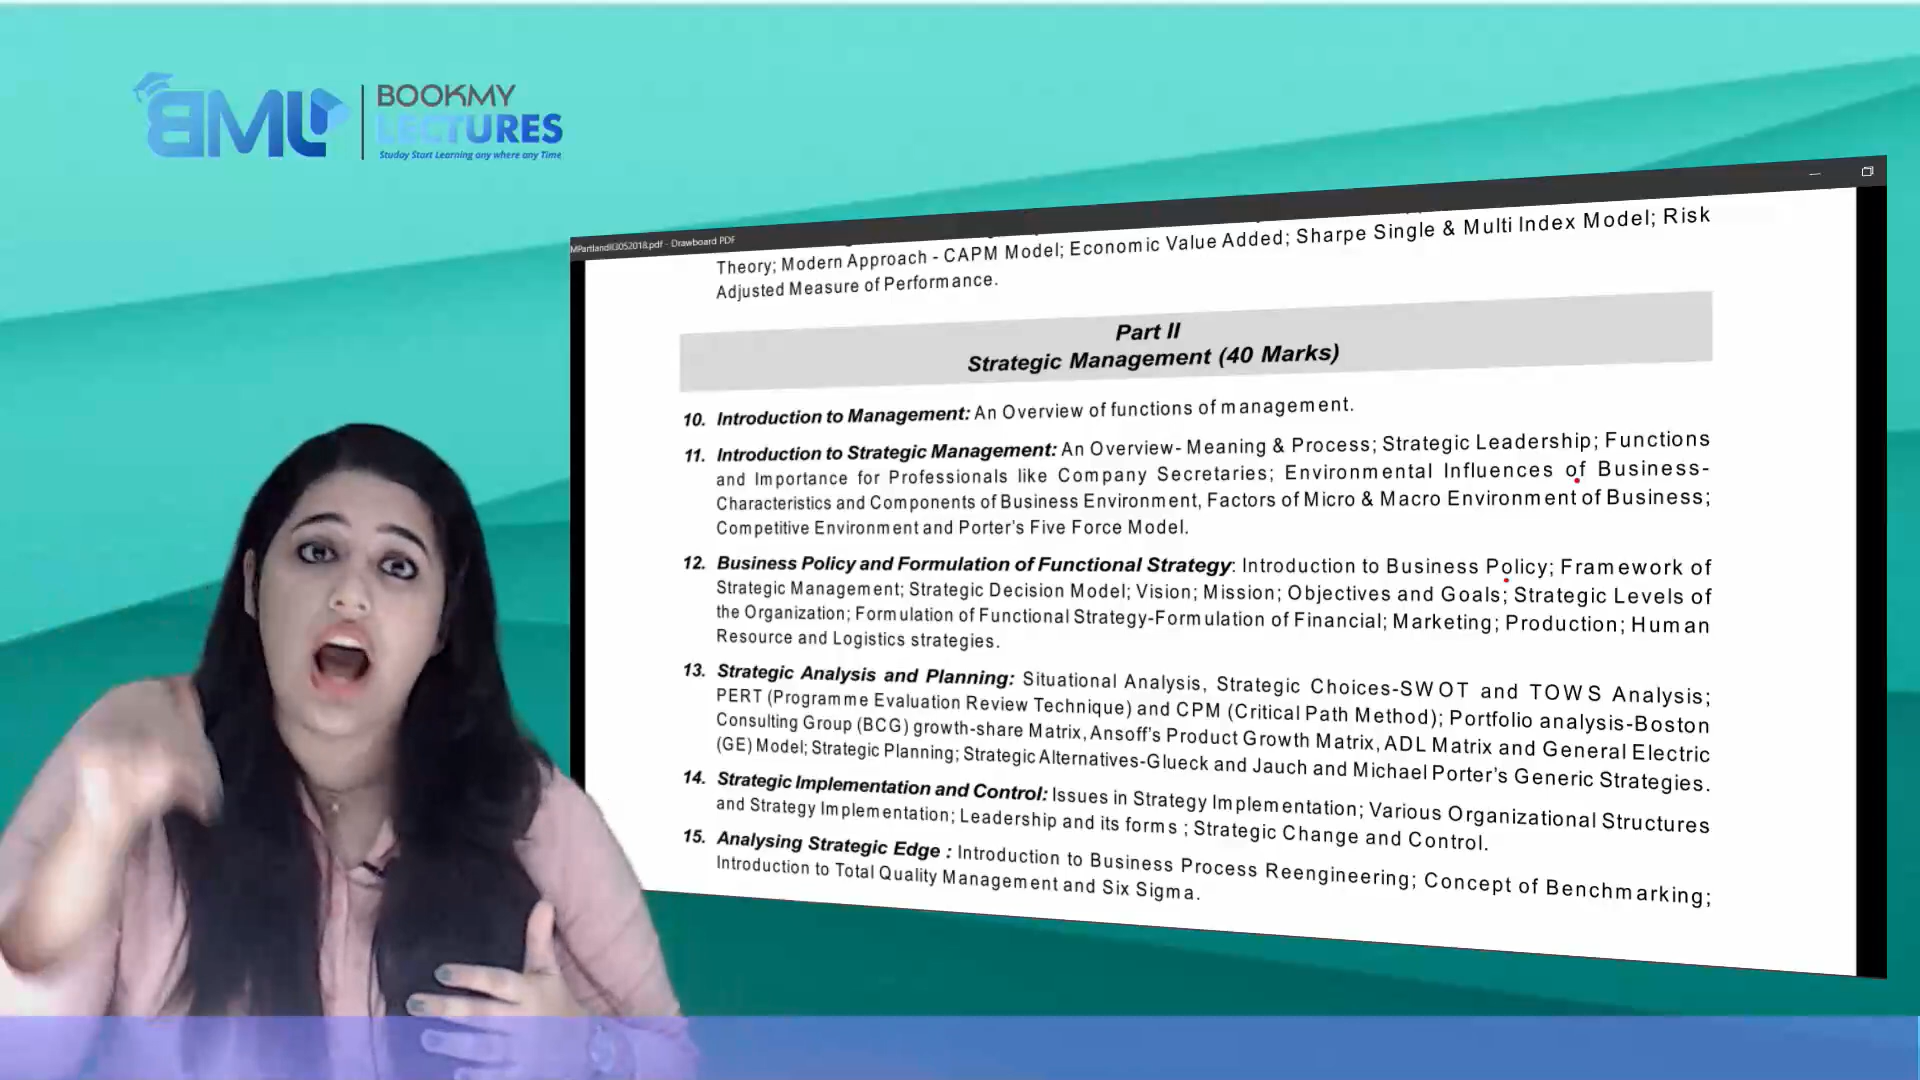 BML
BOOKMY
LECTURES
Studay Start Learning any where any Time
MPartIandII3052018.pdf - Drawboard PDF
Theory; Modern Approach - CAPM Model; Economic Value Added; Sharpe Single & Multi Index Model; Risk
Adjusted Measure of Performance.
Part II
Strategic Management (40 Marks)
10. Introduction to Management: An Overview of functions of management.
11. Introduction to Strategic Management: An Overview- Meaning & Process; Strategic Leadership; Functions
and Importance for Professionals like Company Secretaries; Environmental Influences of Business-
Characteristics and Components of Business Environment, Factors of Micro & Macro Environment of Business;
Competitive Environment and Porter's Five Force Model.
12. Business Policy and Formulation of Functional Strategy: Introduction to Business Policy; Framework of
Strategic Management; Strategic Decision Model; Vision; Mission; Objectives and Goals; Strategic Levels of
the Organization; Formulation of Functional Strategy-Formulation of Financial; Marketing; Production; Human
Resource and Logistics strategies.
13. Strategic Analysis and Planning: Situational Analysis, Strategic Choices-SWOT and TOWS Analysis;
PERT (Programme Evaluation Review Technique) and CPM (Critical Path Method); Portfolio analysis-Boston
Consulting Group (BCG) growth-share Matrix, Ansoff's Product Growth Matrix, ADL Matrix and General Electric
(GE) Model; Strategic Planning; Strategic Alternatives-Glueck and Jauch and Michael Porter's Generic Strategies.
14. Strategic Implementation and Control: Issues in Strategy Implementation; Various Organizational Structures
and Strategy Implementation; Leadership and its forms ; Strategic Change and Control.
15. Analysing Strategic Edge : Introduction to Business Process Reengineering; Concept of Benchmarking;
Introduction to Total Quality Management and Six Sigma.